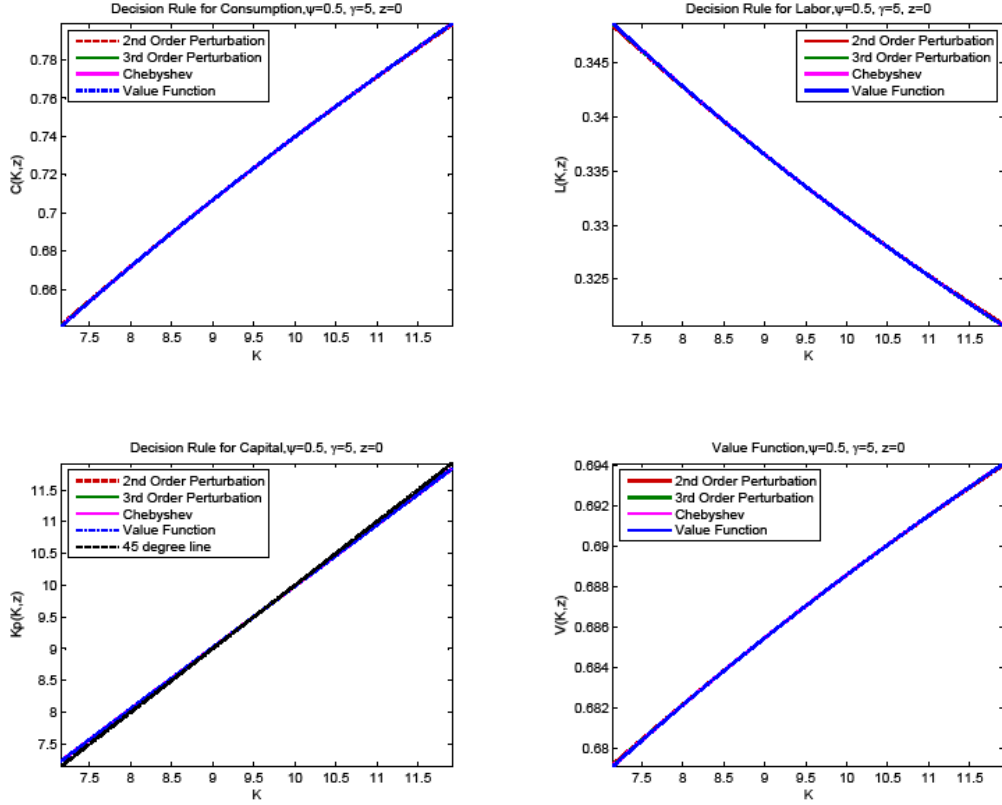 Decision Rule for Consumption,ψ=0.5, γ=5, z=0
2nd Order Perturbation
3rd Order Perturbation
Chebyshev
Value Function
0.78
0.76
0.74
0.72
0.7
0.68
0.66
C(K,z)
7.5 8 8.5 9 9.5 10 10.5 11 11.5
K
Decision Rule for Labor,ψ=0.5, γ=5, z=0
2nd Order Perturbation
3rd Order Perturbation
Chebyshev
Value Function
0.345
0.34
0.335
0.33
0.325
L(K,z)
7.5 8 8.5 9 9.5 10 10.5 11 11.5
K
Decision Rule for Capital,ψ=0.5, γ=5, z=0
2nd Order Perturbation
3rd Order Perturbation
Chebyshev
Value Function
45 degree line
11.5
11
10.5
10
9.5
9
8.5
8
7.5
Kp(K,z)
7.5 8 8.5 9 9.5 10 10.5 11 11.5
K
Value Function,ψ=0.5, γ=5, z=0
2nd Order Perturbation
3rd Order Perturbation
Chebyshev
Value Function
0.694
0.692
0.69
0.688
0.686
0.684
0.682
0.68
V(K,z)
7.5 8 8.5 9 9.5 10 10.5 11 11.5
K